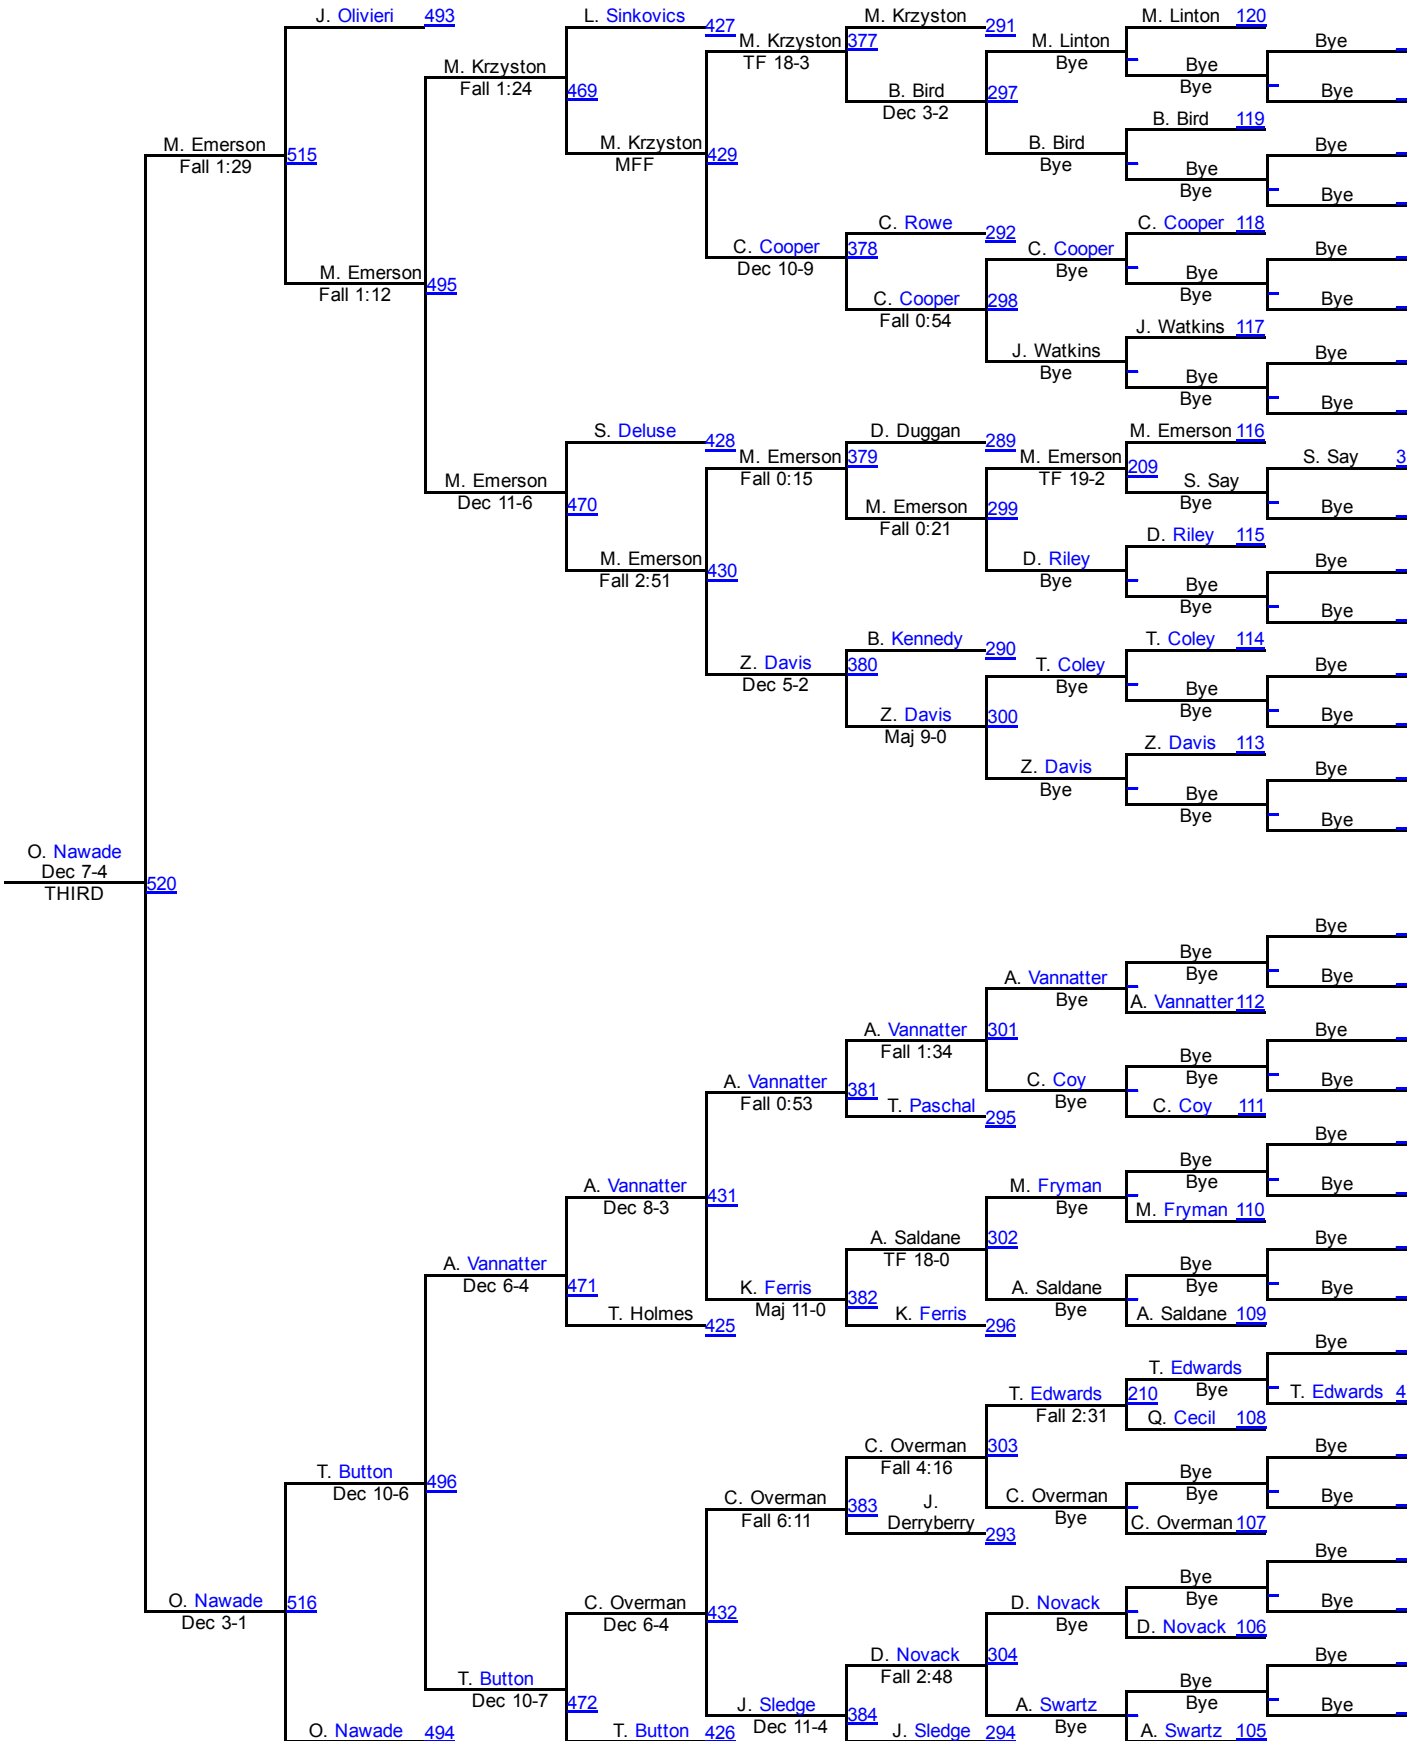 J. Olivieri 493
L. Sinkovics 427
M. Krzyston 291
M. Linton 120
Bye
M. Krzyston 377
TF 18-3
M. Linton
Bye
Bye
Bye
M. Krzyston
Fall 1:24
469
B. Bird 297
Dec 3-2
Bye
B. Bird 119
M. Emerson 515
Fall 1:29
M. Krzyston 429
MFF
B. Bird
Bye
Bye
Bye
Bye
Bye
C. Rowe 292
C. Cooper 118
C. Cooper 378
Dec 10-9
C. Cooper
Bye
Bye
Bye
Bye
M. Emerson 495
Fall 1:12
C. Cooper 298
Fall 0:54
Bye
J. Watkins 117
J. Watkins
Bye
Bye
Bye
Bye
Bye
S. Deluse 428
D. Duggan 289
M. Emerson 116
M. Emerson 379
Fall 0:15
M. Emerson 209
TF 19-2
S. Say 3
M. Emerson
Dec 11-6
470
S. Say
Bye
M. Emerson 299
Fall 0:21
Bye
D. Riley 115
M. Emerson 430
Fall 2:51
D. Riley
Bye
Bye
Bye
Bye
Bye
B. Kennedy 290
T. Coley 114
Z. Davis 380
Dec 5-2
T. Coley
Bye
Bye
Bye
Bye
Z. Davis 300
Maj 9-0
Bye
Z. Davis 113
Z. Davis
Bye
Bye
Bye
Bye
Bye
O. Nawade
Dec 7-4
THIRD
520
Bye
Bye
Bye
A. Vannatter
Bye
Bye
A. Vannatter 112
A. Vannatter 301
Fall 1:34
Bye
Bye
Bye
A. Vannatter 381
Fall 0:53
C. Coy
Bye
Bye
T. Paschal 295
C. Coy 111
Bye
Bye
Bye
A. Vannatter 431
Dec 8-3
M. Fryman
Bye
Bye
M. Fryman 110
A. Saldane 302
TF 18-0
Bye
A. Vannatter
Dec 6-4
471
Bye
Bye
K. Ferris 382
Maj 11-0
A. Saldane
Bye
Bye
T. Holmes 425
K. Ferris 296
A. Saldane 109
Bye
T. Edwards
Bye
T. Edwards 210
Fall 2:31
T. Edwards 4
Q. Cecil 108
C. Overman 303
Fall 4:16
Bye
T. Button 496
Dec 10-6
Bye
Bye
C. Overman 383
Fall 6:11
J.
Derryberry 293
C. Overman
Bye
Bye
C. Overman 107
Bye
Bye
Bye
O. Nawade 516
Dec 3-1
C. Overman 432
Dec 6-4
D. Novack
Bye
Bye
D. Novack 106
D. Novack 304
Fall 2:48
Bye
T. Button
Dec 10-7
472
Bye
Bye
J. Sledge 384
Dec 11-4
A. Swartz
Bye
Bye
O. Nawade 494
T. Button 426
J. Sledge 294
A. Swartz 105